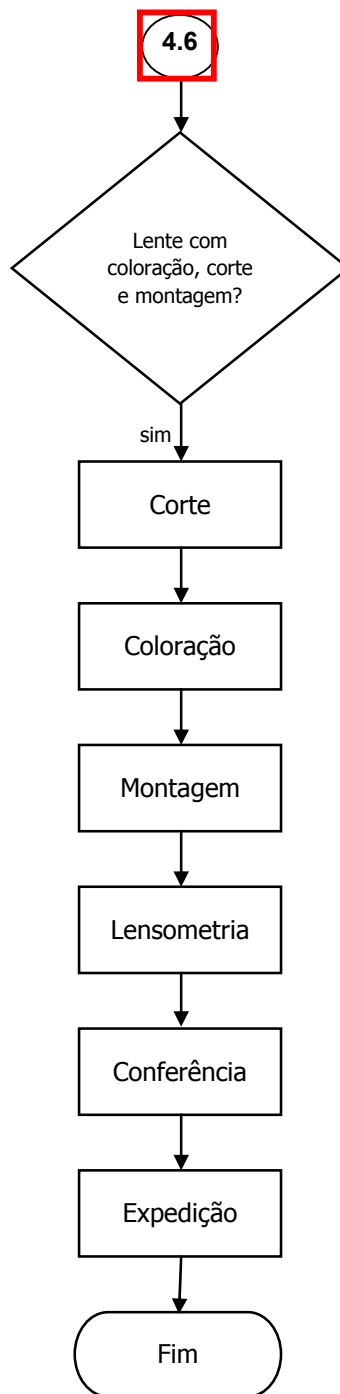 4.6
Lente com
coloração, corte
e montagem?
sim
Corte
Coloração
Montagem
Lensometria
Conferência
Expedição
Fim